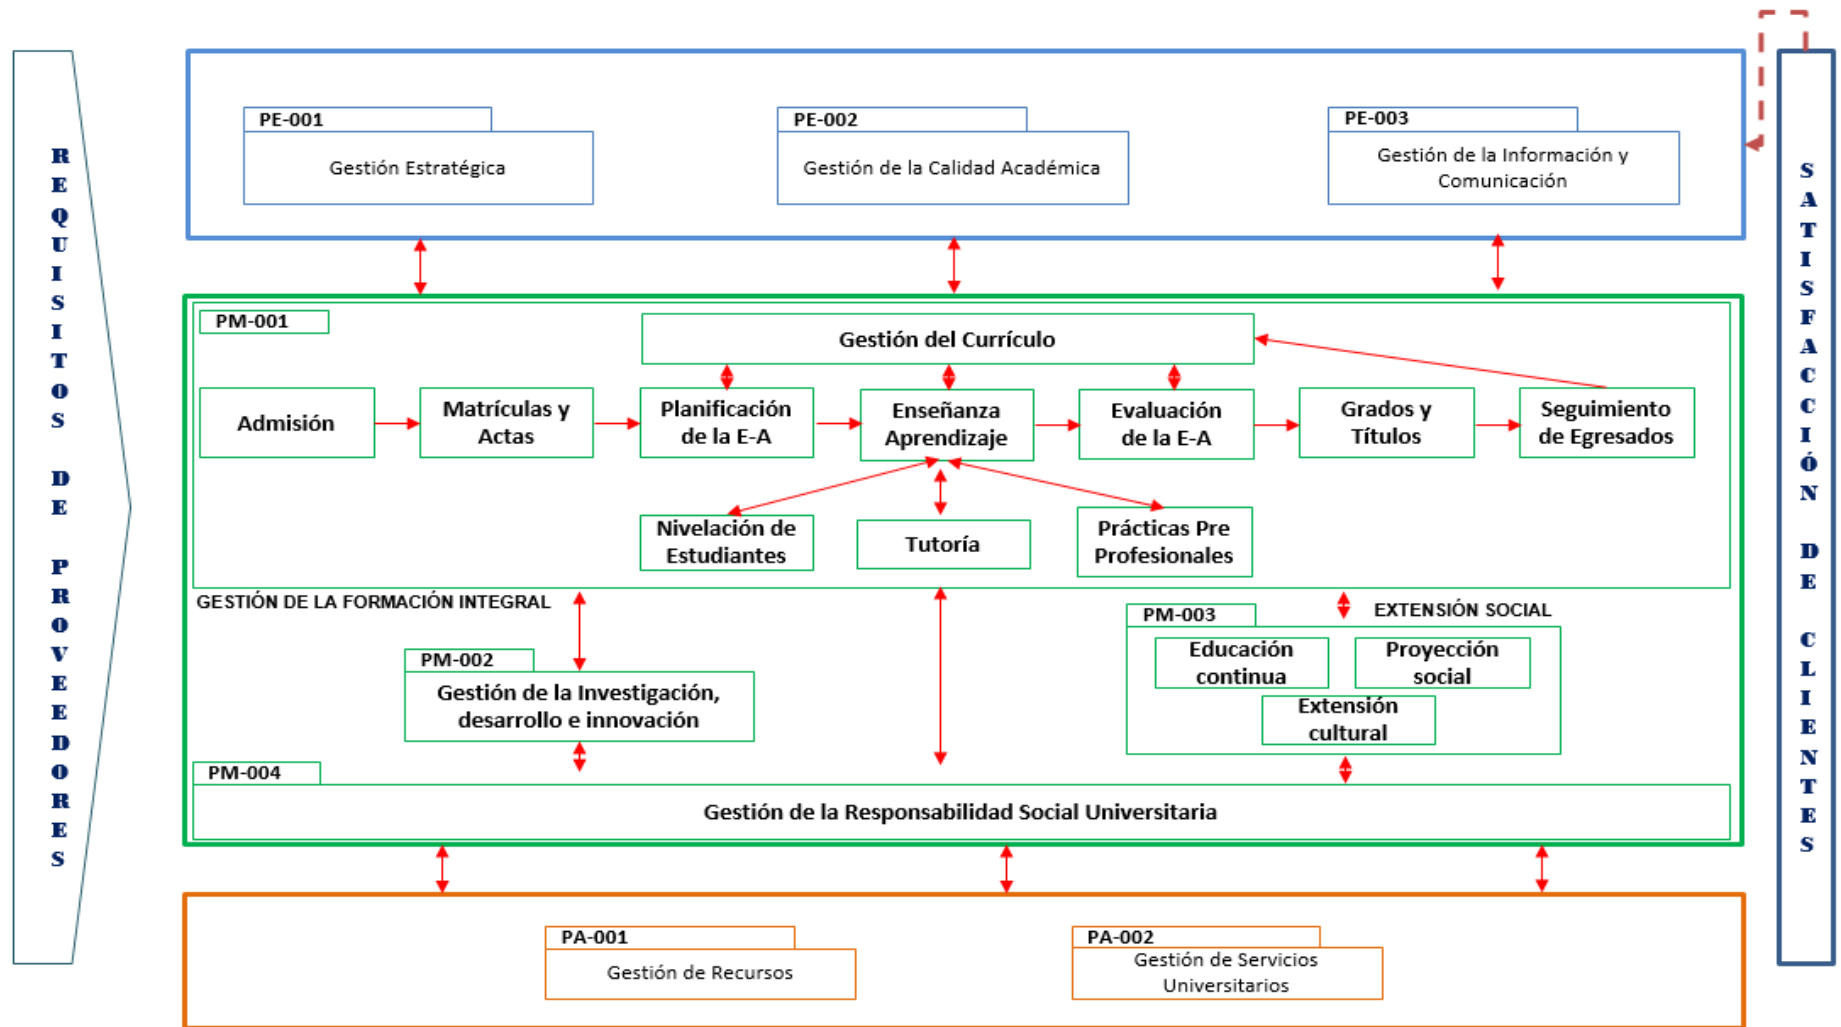 REQUISITOS DE PROVEEDORES
PE-001
Gestión Estratégica
PE-002
Gestión de la Calidad Académica
PE-003
Gestión de la Información y
Comunicación
SATISFACCIÓN DE CLIENTES
PM-001
Gestión del Currículo
Admisión
Matrículas y
Actas
Planificación
de la E-A
Enseñanza
Aprendizaje
Evaluación
de la E-A
Grados y
Títulos
Seguimiento
de Egresados
Nivelación de
Estudiantes
Tutoría
Prácticas Pre
Profesionales
GESTIÓN DE LA FORMACIÓN INTEGRAL
PM-002
Gestión de la Investigación,
desarrollo e innovación
PM-003
EXTENSIÓN SOCIAL
Educación
continua
Proyección
social
Extensión
cultural
PM-004
Gestión de la Responsabilidad Social Universitaria
PA-001
Gestión de Recursos
PA-002
Gestión de Servicios
Universitarios